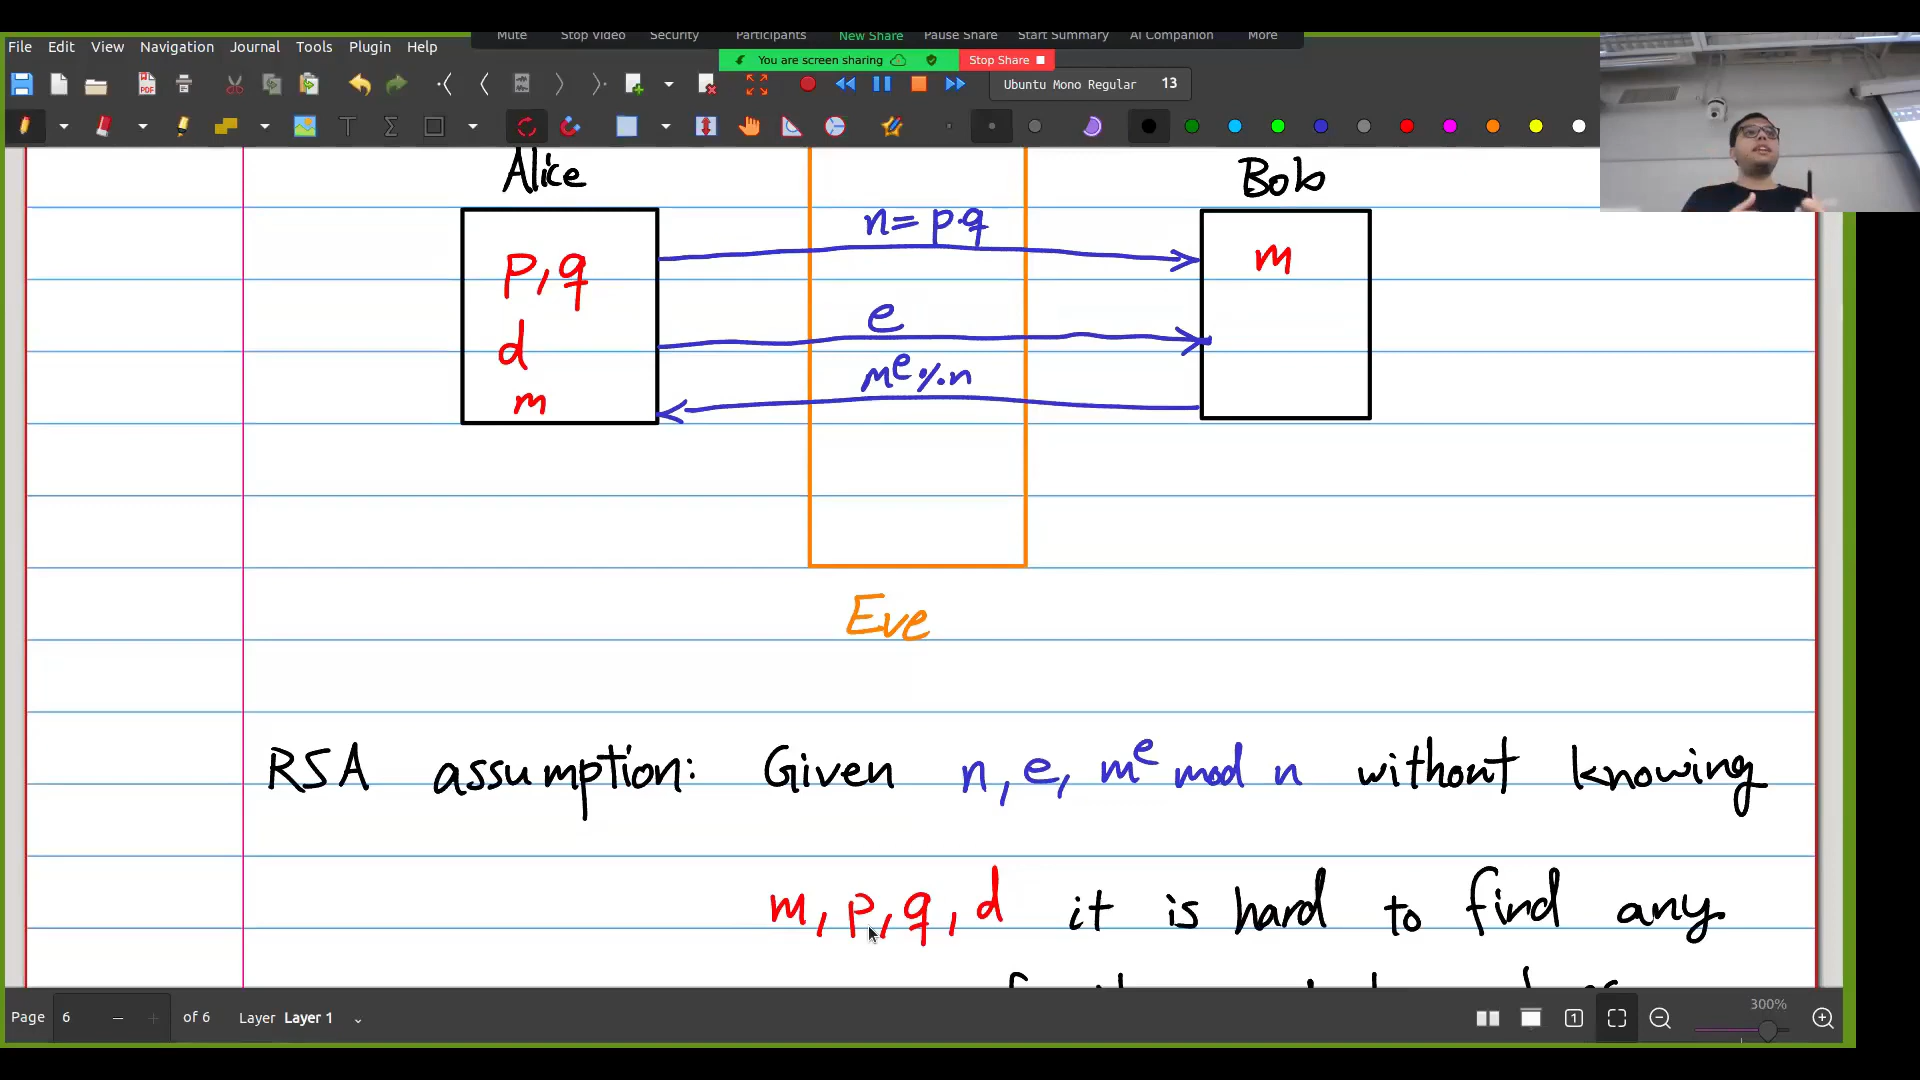 Mute Stop Video Security Participants New Share Pause Share Start Summary AI Companion More
File Edit View Navigation Journal Tools Plugin Help
You are screen sharing Stop Share
Ubuntu Mono Regular 13
Alice Bob
n = p·q
p, q m
e
d
mᵉ % n
m
Eve
RSA assumption: Given n, e, mᵉ mod n without knowing
m, p, q, d it is hard to find any
Page 6 of 6 Layer Layer 1 300%